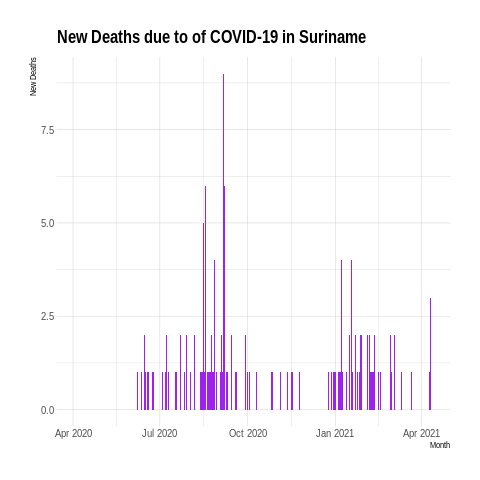 New Deaths due to of COVID-19 in Suriname
New Deaths
7.5
5.0
2.5
0.0
Apr 2020 Jul 2020 Oct 2020 Jan 2021 Apr 2021
Month